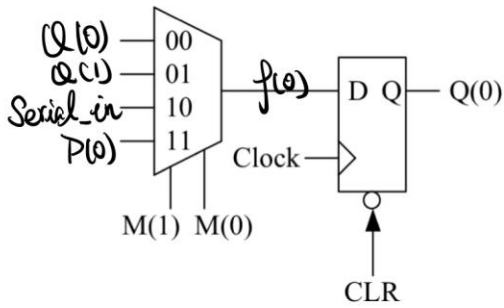 Q(0) 00
Q(1) 01
Serial_in 10
P(0) 11
f(0)
D Q Q(0)
Clock
M(1) M(0)
CLR